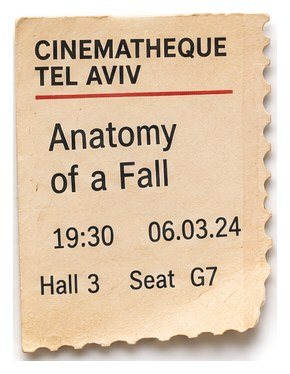 CINEMATHEQUE
TEL AVIV
Anatomy
of a Fall
19:30 06.03.24
Hall 3 Seat G7